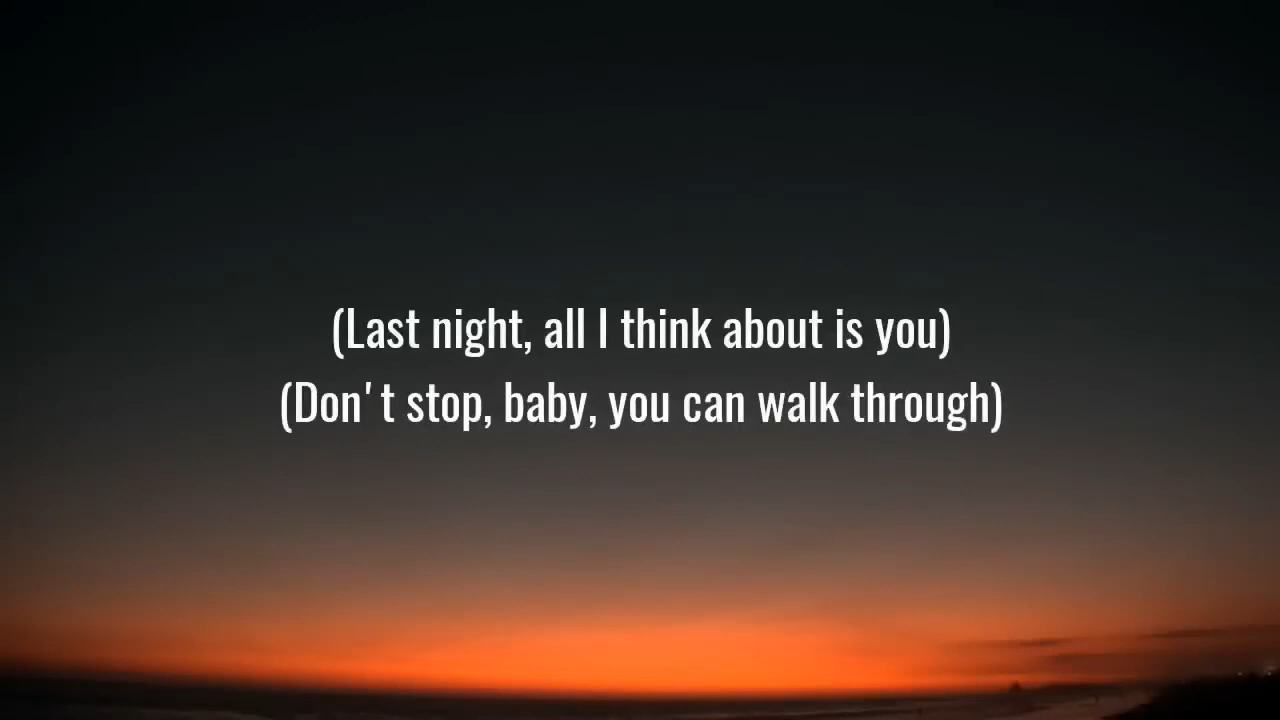 (Last night, all I think about is you)
(Don't stop, baby, you can walk through)